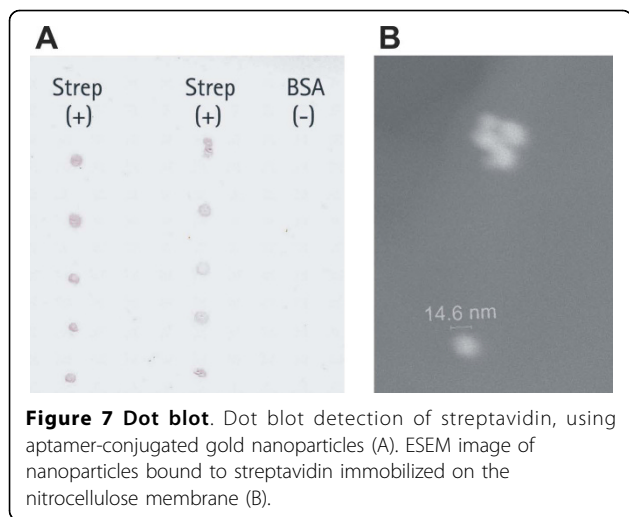 A
B
Strep Strep BSA
(+) (+) (-)
14.6 nm
Figure 7 Dot blot. Dot blot detection of streptavidin, using
aptamer-conjugated gold nanoparticles (A). ESEM image of
nanoparticles bound to streptavidin immobilized on the
nitrocellulose membrane (B).